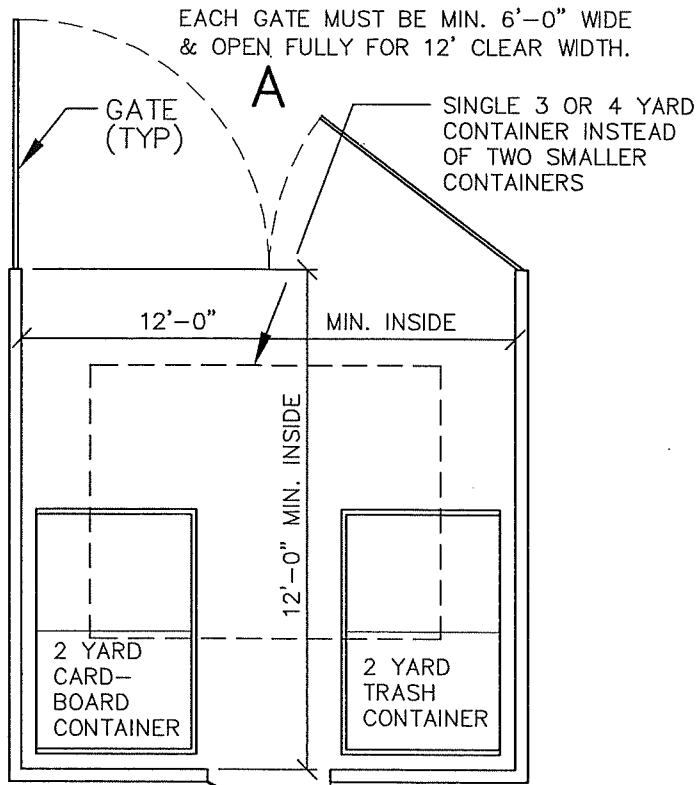 EACH GATE MUST BE MIN. 6'-0" WIDE
& OPEN FULLY FOR 12' CLEAR WIDTH.
A
GATE
(TYP)
SINGLE 3 OR 4 YARD
CONTAINER INSTEAD
OF TWO SMALLER
CONTAINERS
12'-0" MIN. INSIDE
12'-0" MIN. INSIDE
2 YARD
CARD-
BOARD
CONTAINER
2 YARD
TRASH
CONTAINER